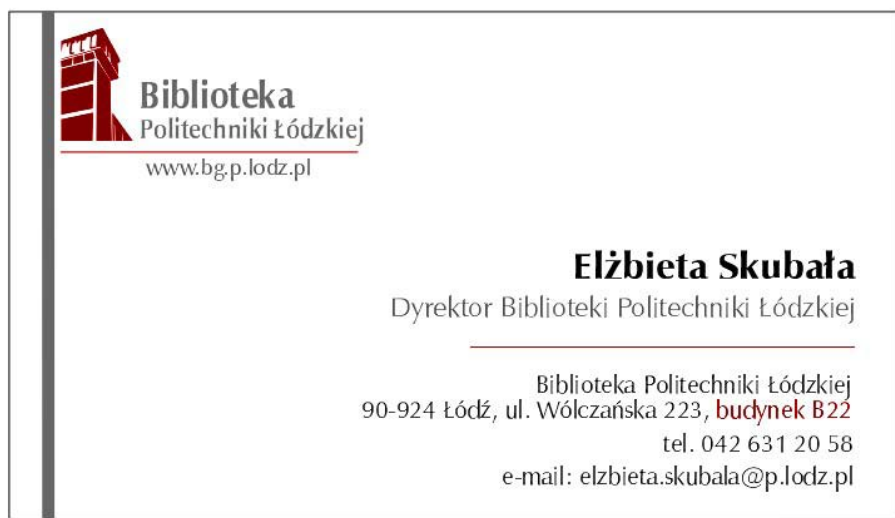 Biblioteka
Politechniki Łódzkiej
www.bg.p.lodz.pl
Elżbieta Skubała
Dyrektor Biblioteki Politechniki Łódzkiej
Biblioteka Politechniki Łódzkiej
90-924 Łódź, ul. Wólczańska 223, budynek B22
tel. 042 631 20 58
e-mail: elzbieta.skubala@p.lodz.pl